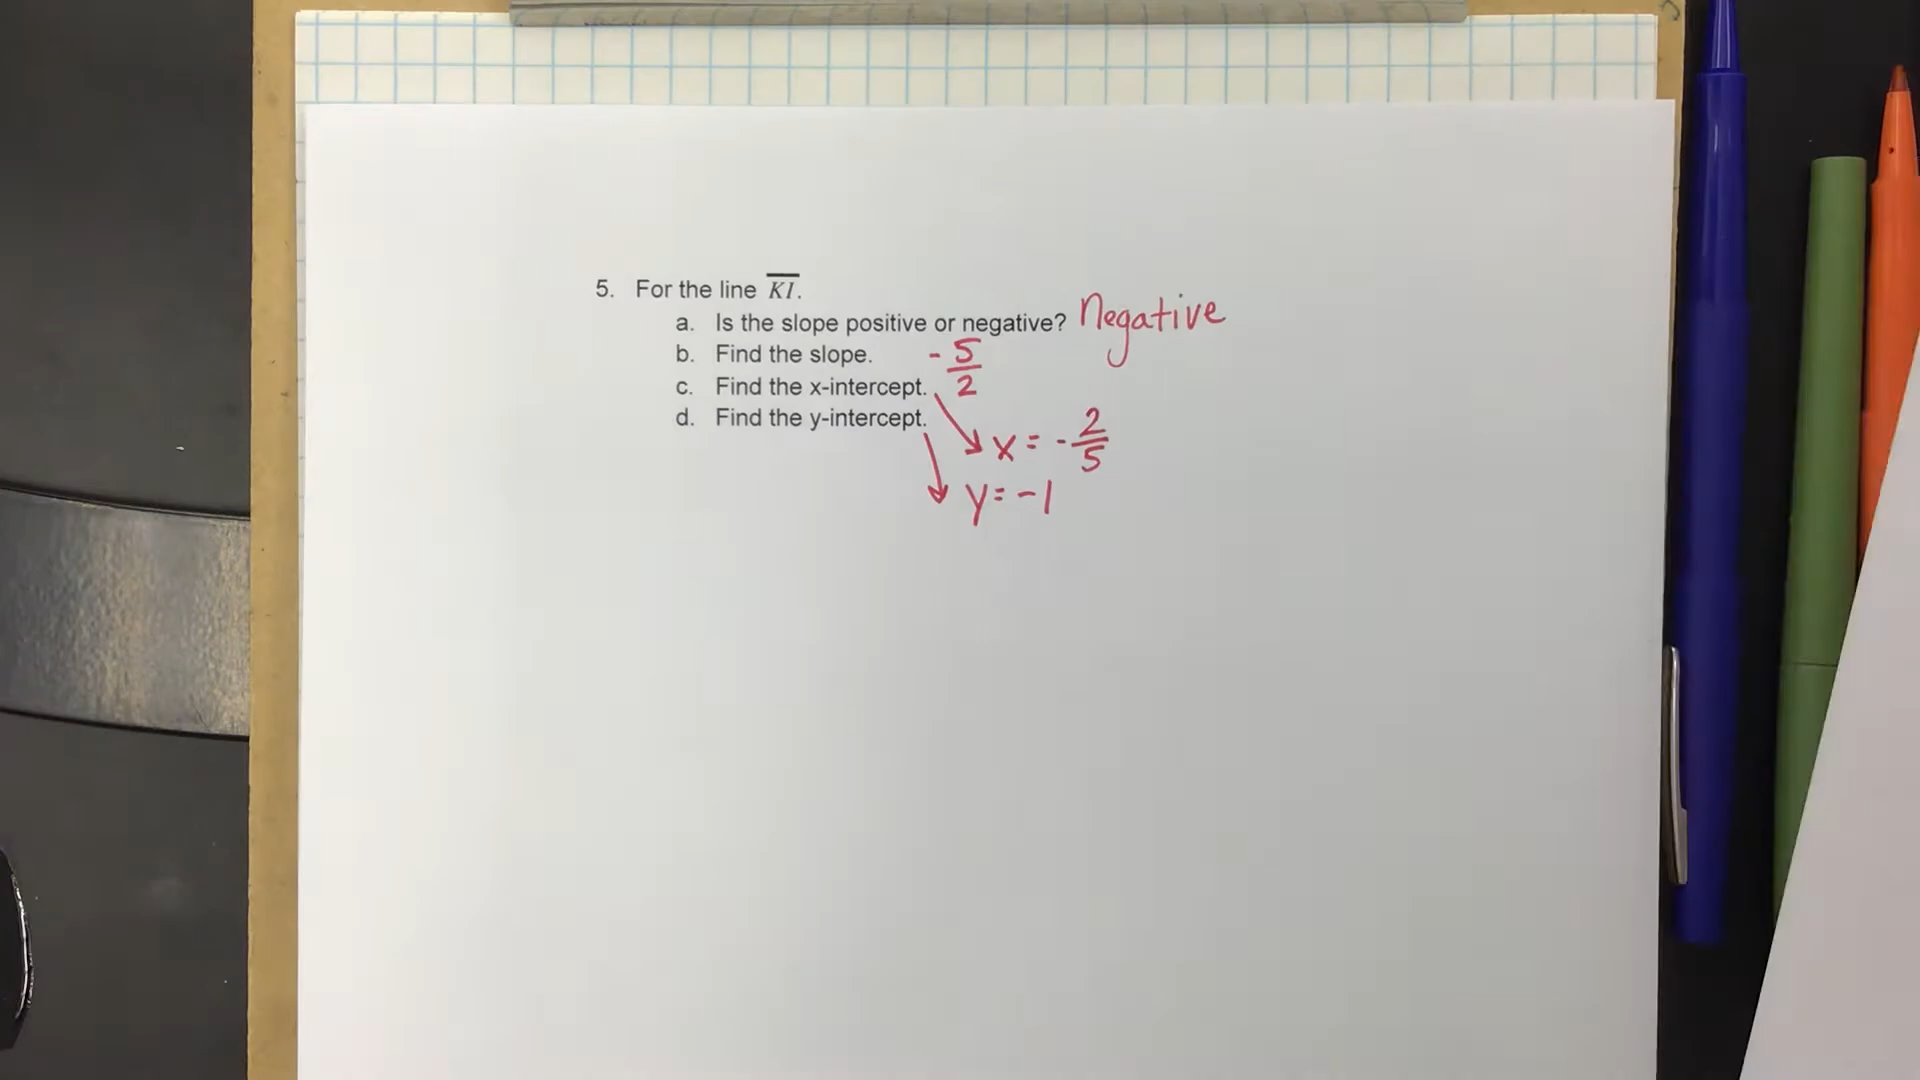 5. For the line K̅I̅.
a. Is the slope positive or negative? Negative
b. Find the slope. - 5/2
c. Find the x-intercept. x = - 2/5
d. Find the y-intercept. y = -1